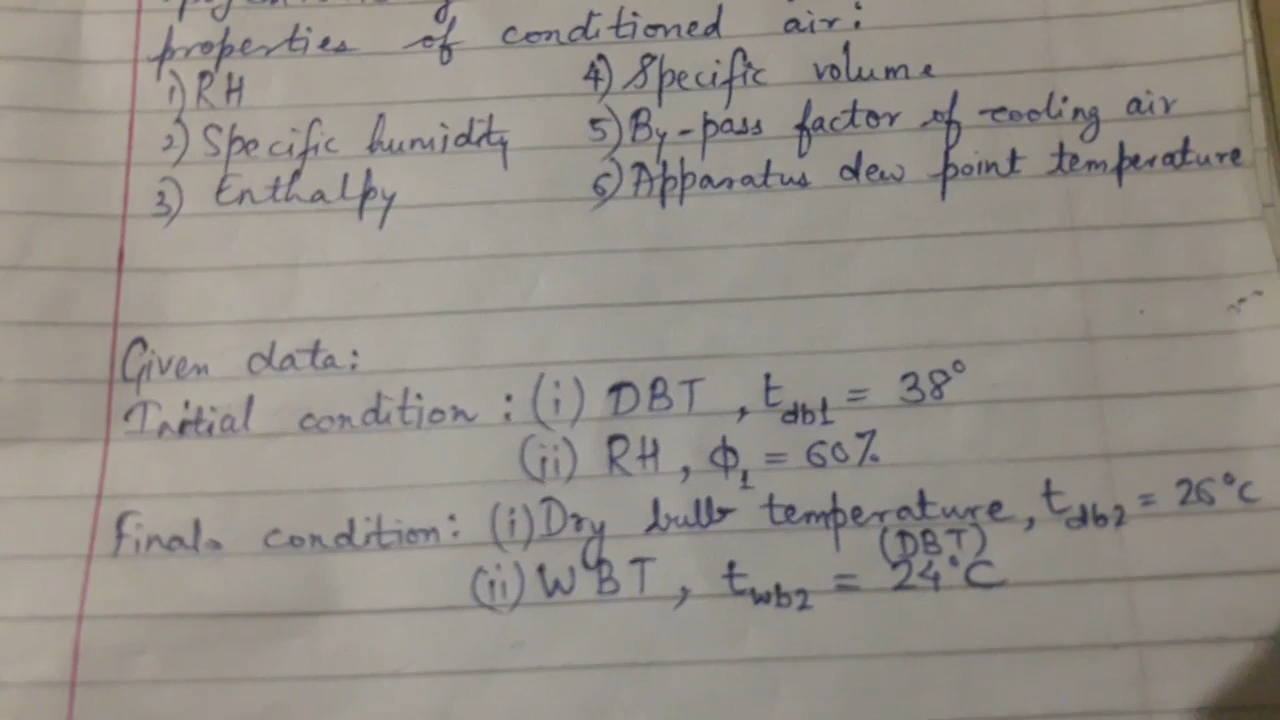 properties of conditioned air:
1) RH
2) Specific humidity
3) Enthalpy
4) Specific volume
5) By-pass factor of cooling air
6) Apparatus dew point temperature
Given data:
Initial condition : (i) DBT , tdb1 = 38°
(ii) RH , ϕ1 = 60%
Final condition: (i) Dry bulb temperature, tdb2 = 26°C
(DBT)
(ii) WBT , twb2 = 24°C